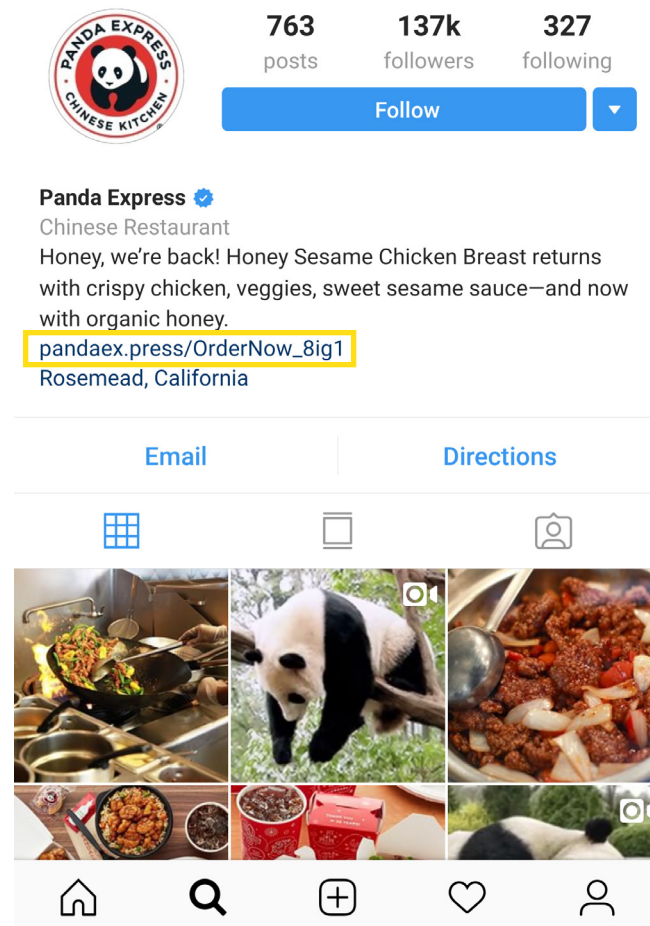 PANDA EXPRESS
CHINESE KITCHEN
763 137k 327
posts followers following
Follow
Panda Express
Chinese Restaurant
Honey, we’re back! Honey Sesame Chicken Breast returns
with crispy chicken, veggies, sweet sesame sauce—and now
with organic honey.
pandaex.press/OrderNow_8ig1
Rosemead, California
Email Directions
THANK YOU